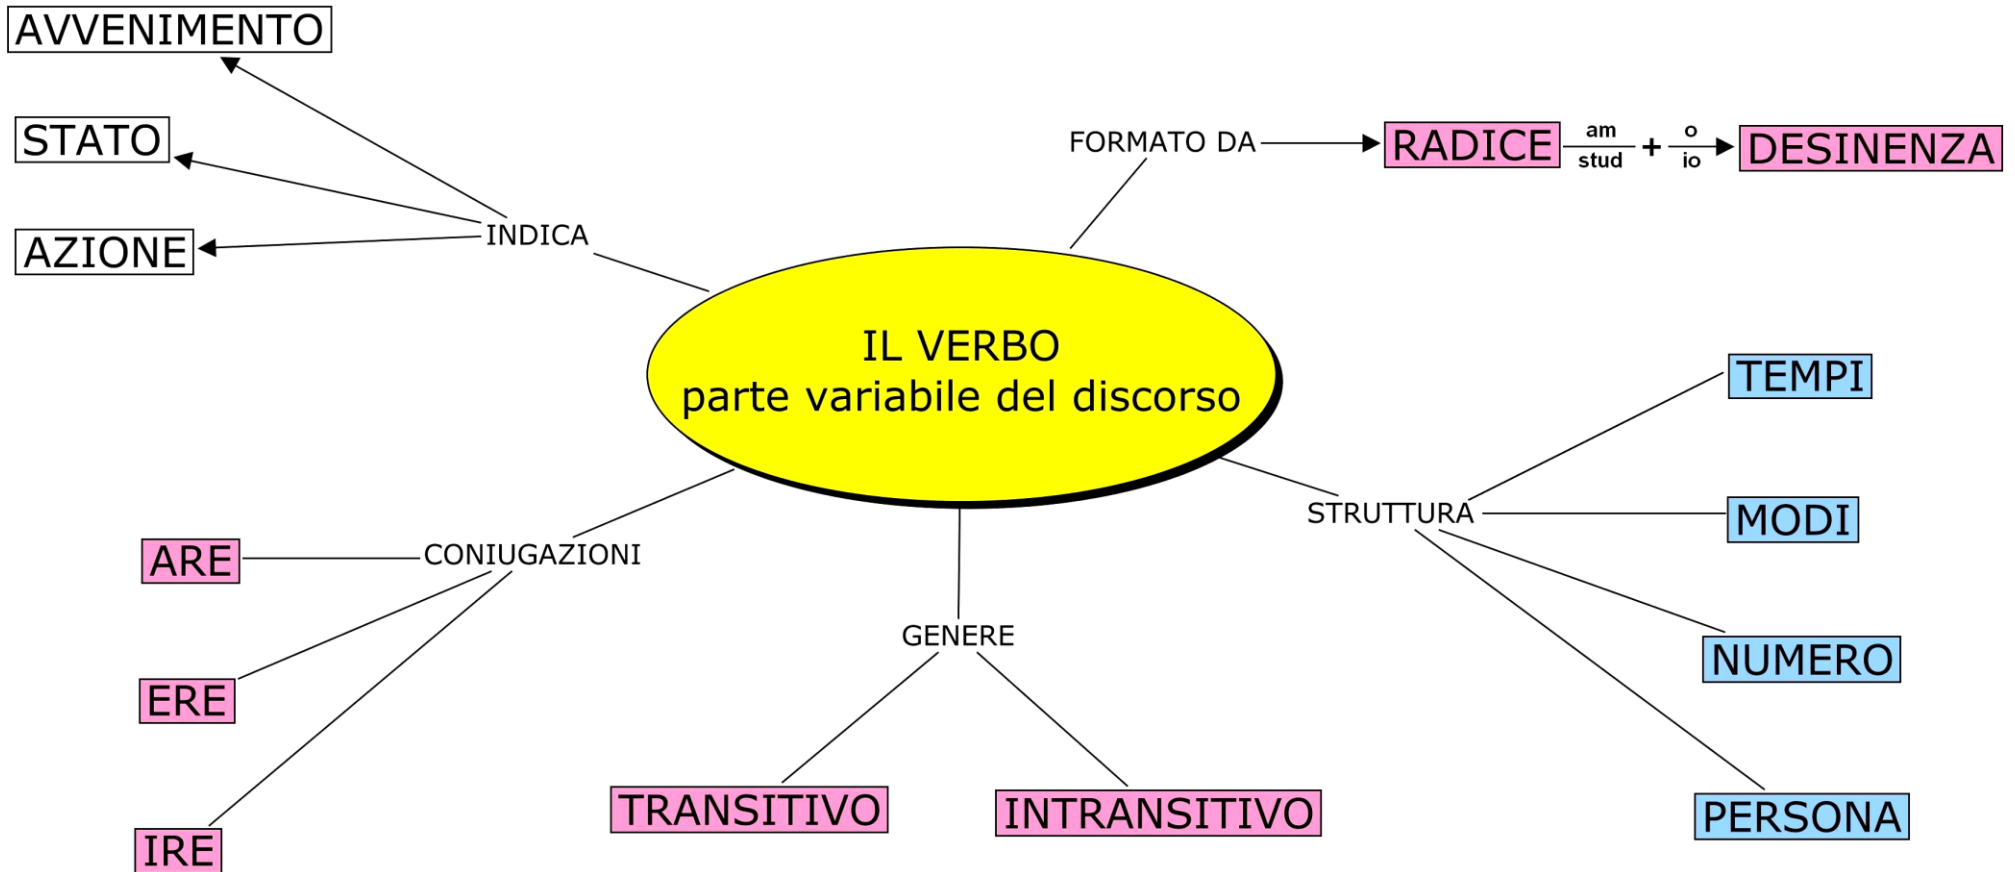 AVVENIMENTO
STATO
AZIONE
INDICA
FORMATO DA
RADICE
am
stud
+
o
io
DESINENZA
IL VERBO
parte variabile del discorso
STRUTTURA
TEMPI
MODI
NUMERO
PERSONA
CONIUGAZIONI
ARE
ERE
IRE
GENERE
TRANSITIVO
INTRANSITIVO